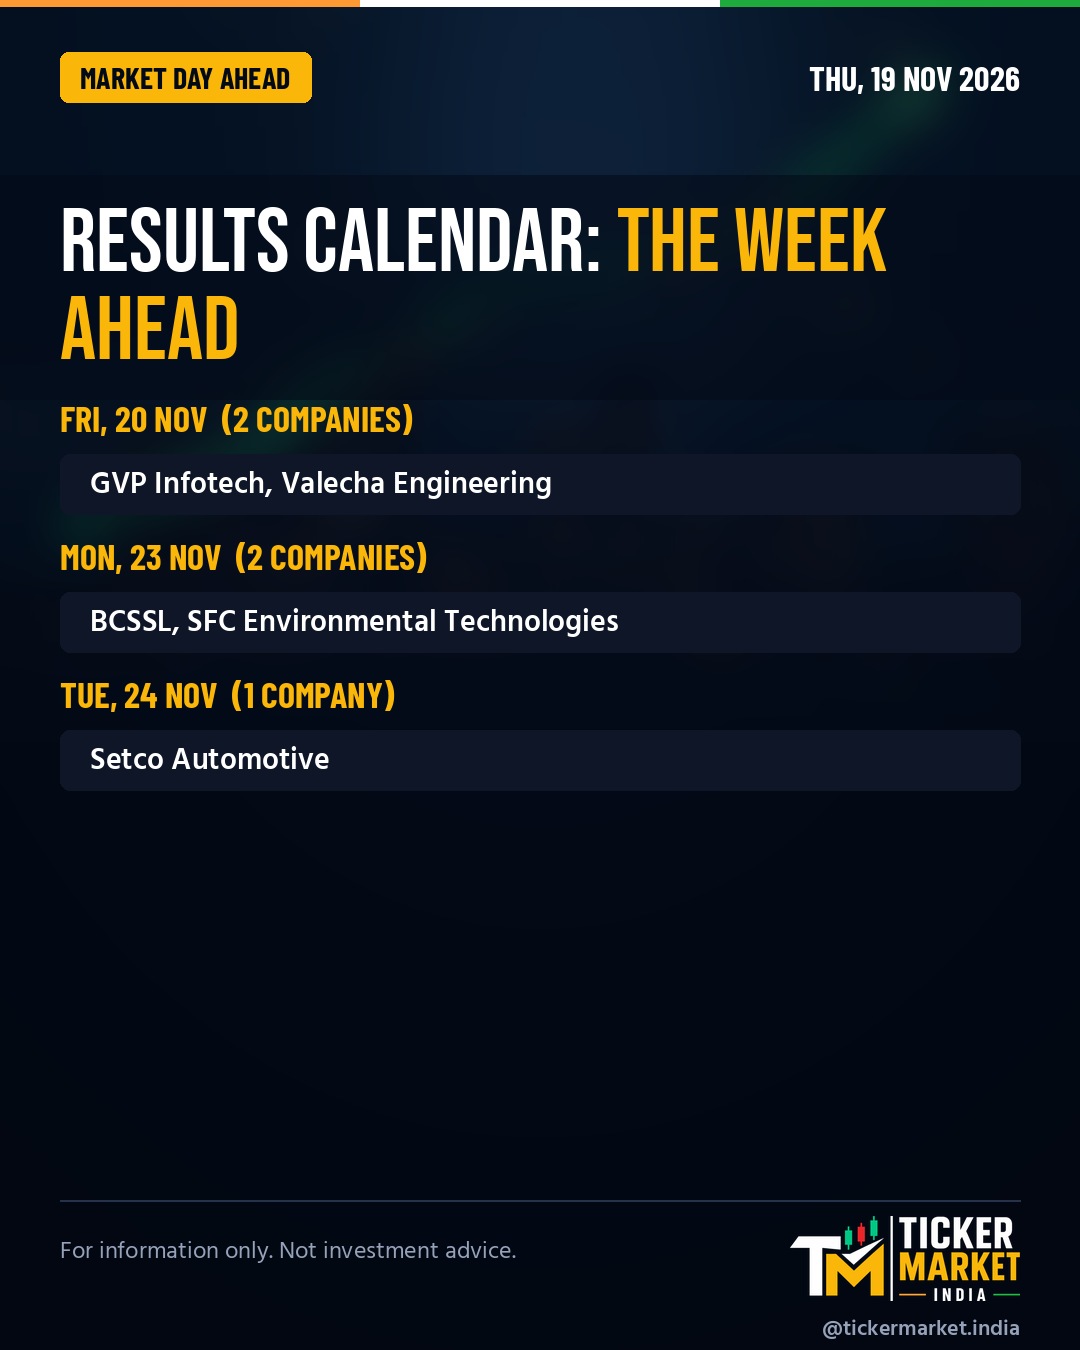 MARKET DAY AHEAD
THU, 19 NOV 2026
RESULTS CALENDAR: THE WEEK
AHEAD
FRI, 20 NOV (2 COMPANIES)
GVP Infotech, Valecha Engineering
MON, 23 NOV (2 COMPANIES)
BCSSL, SFC Environmental Technologies
TUE, 24 NOV (1 COMPANY)
Setco Automotive
For information only. Not investment advice.
TM
TICKER
MARKET
INDIA
@tickermarket.india